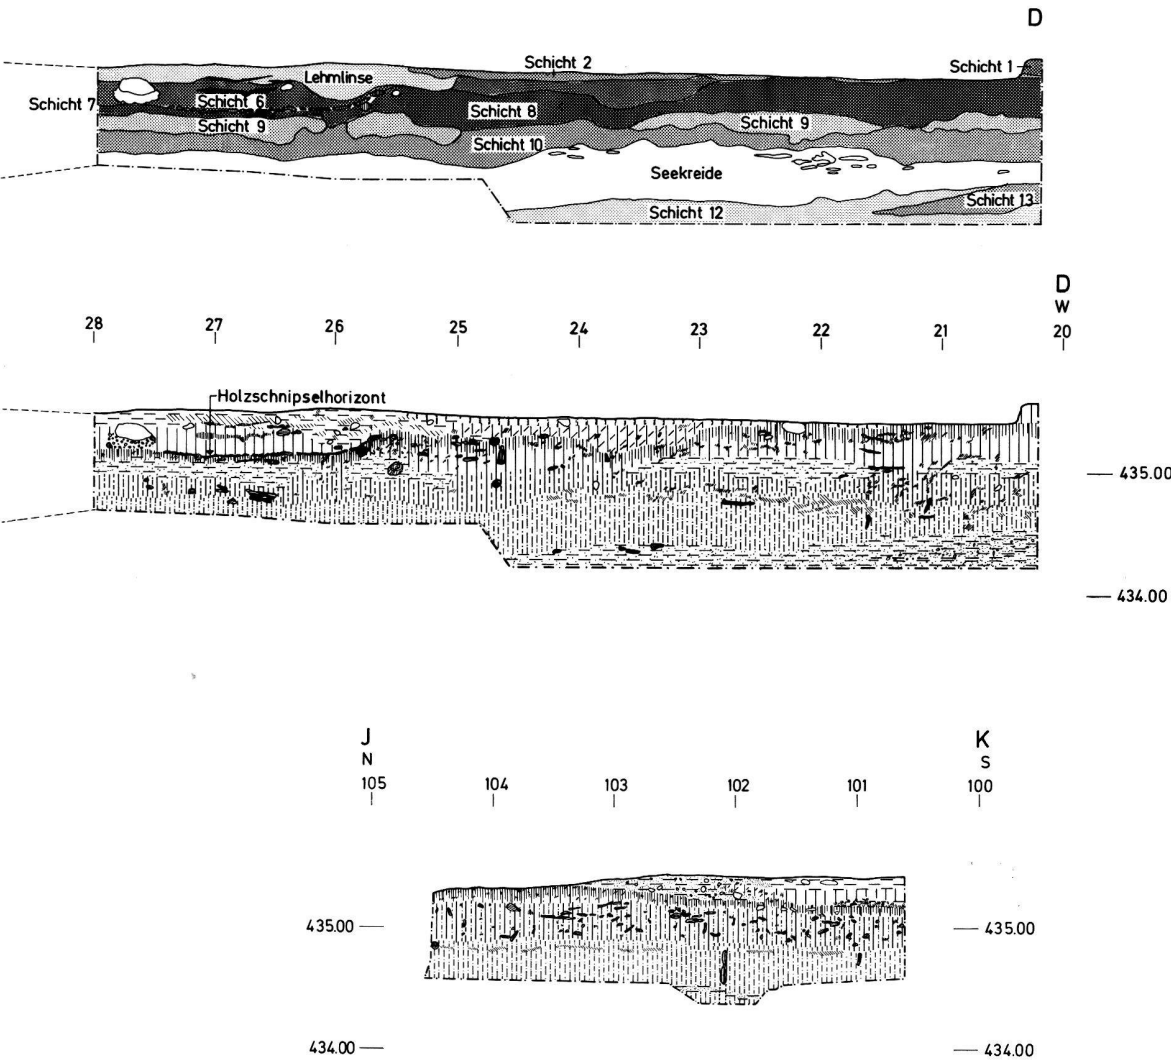 D
Schicht 2
Schicht 1
Lehmlinse
Schicht 7
Schicht 6
Schicht 8
Schicht 9
Schicht 9
Schicht 10
Seekreide
Schicht 12
Schicht 13
D
W
28 27 26 25 24 23 22 21 20
Holzschnipselhorizont
435.00
434.00
J
N
K
S
105 104 103 102 101 100
435.00
435.00
434.00
434.00